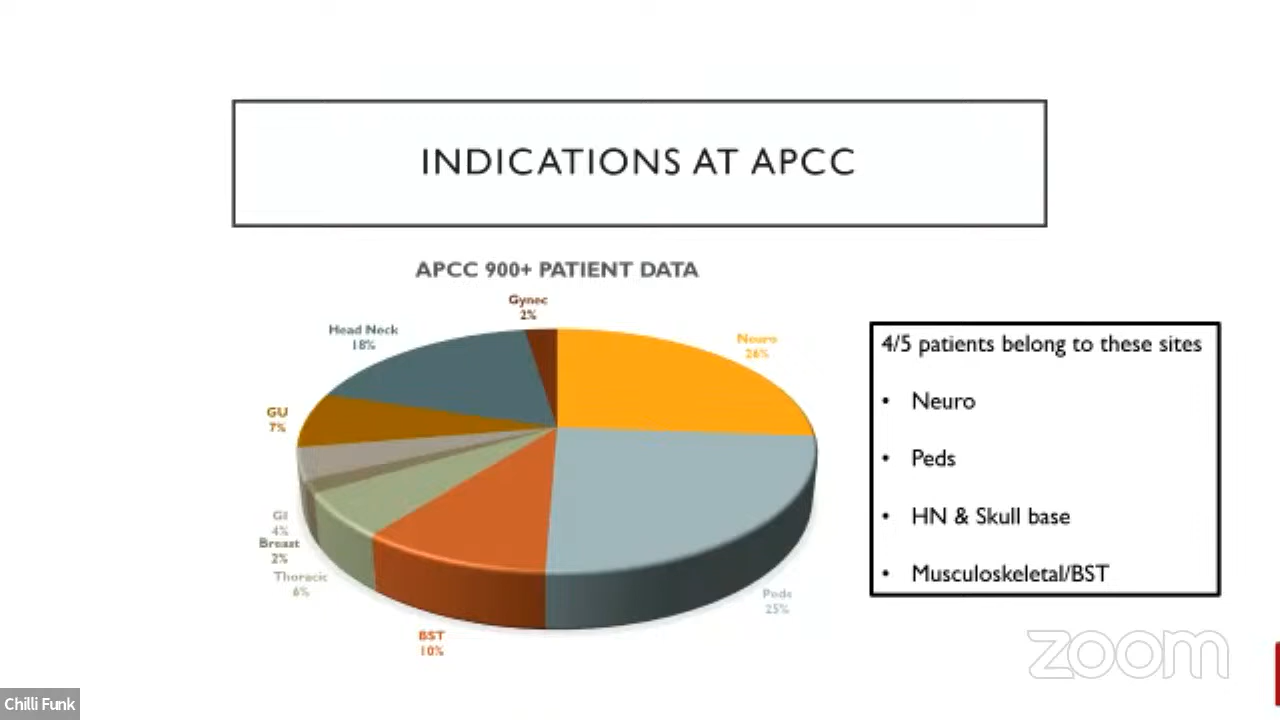 INDICATIONS AT APCC
APCC 900+ PATIENT DATA
Gynec
2%
Head Neck
18%
Neuro
26%
GU
7%
GI
4%
Breast
2%
Thoracic
6%
BST
10%
Peds
25%
4/5 patients belong to these sites
• Neuro
• Peds
• HN & Skull base
• Musculoskeletal/BST
zoom
Chilli Funk